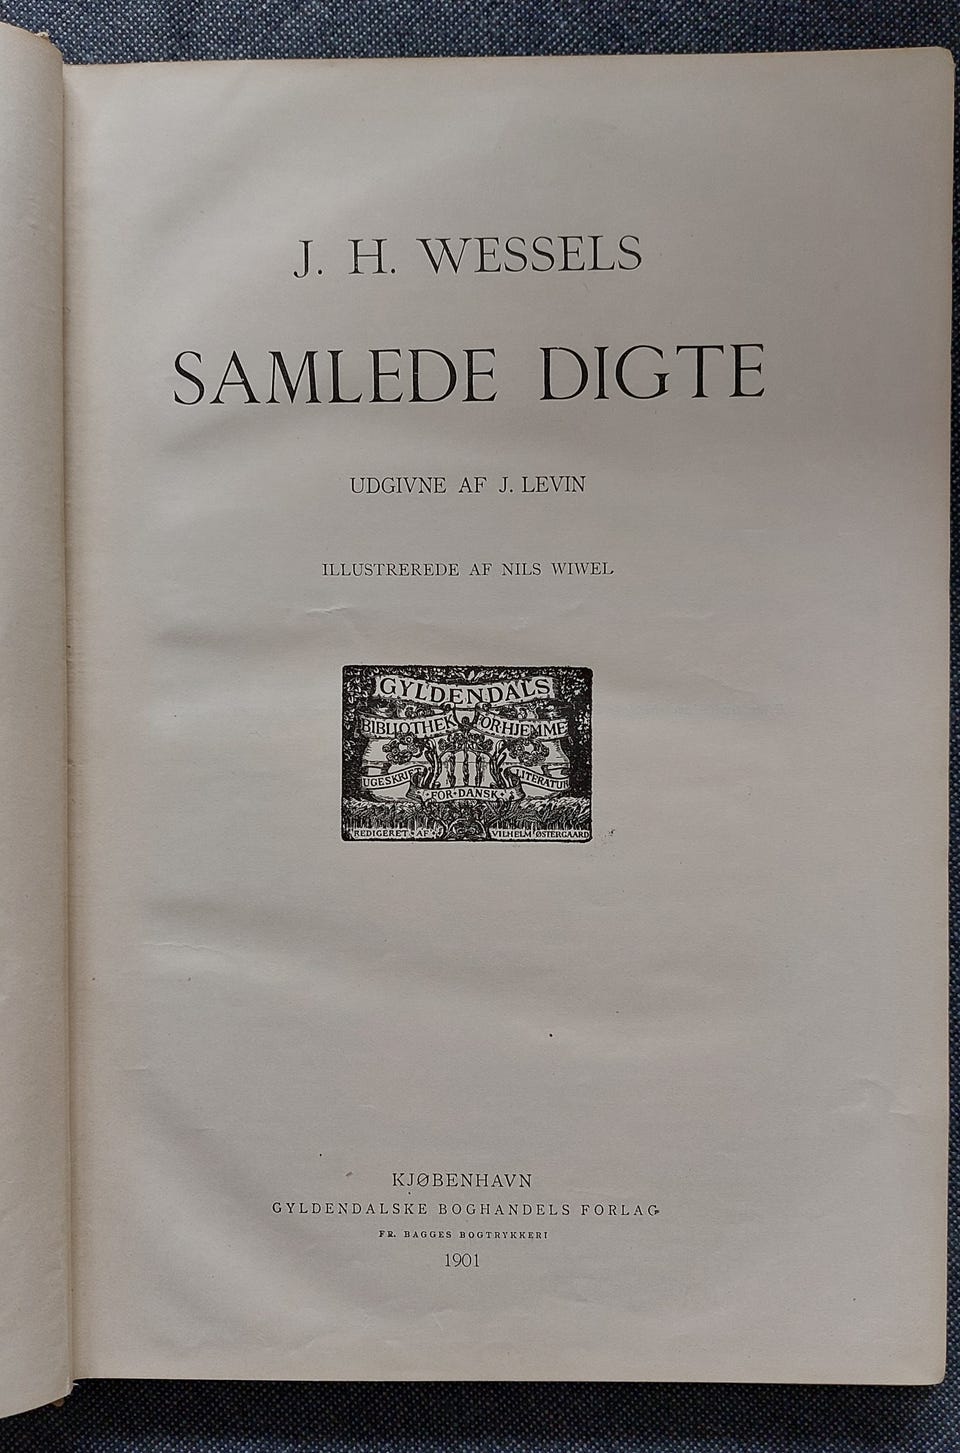 J. H. WESSELS
SAMLEDE DIGTE
UDGIVNE AF J. LEVIN
ILLUSTREREDE AF NILS WIWEL
GYLDENDALS
BIBLIOTHEK FOR HJEMME
UGESKRIFT LITERATUR
FOR DANSK
REDIGERET AF VILHELM ØSTERGAARD
KJØBENHAVN
GYLDENDALSKE BOGHANDELS FORLAG
FR. BAGGES BOGTRYKKERI
1901